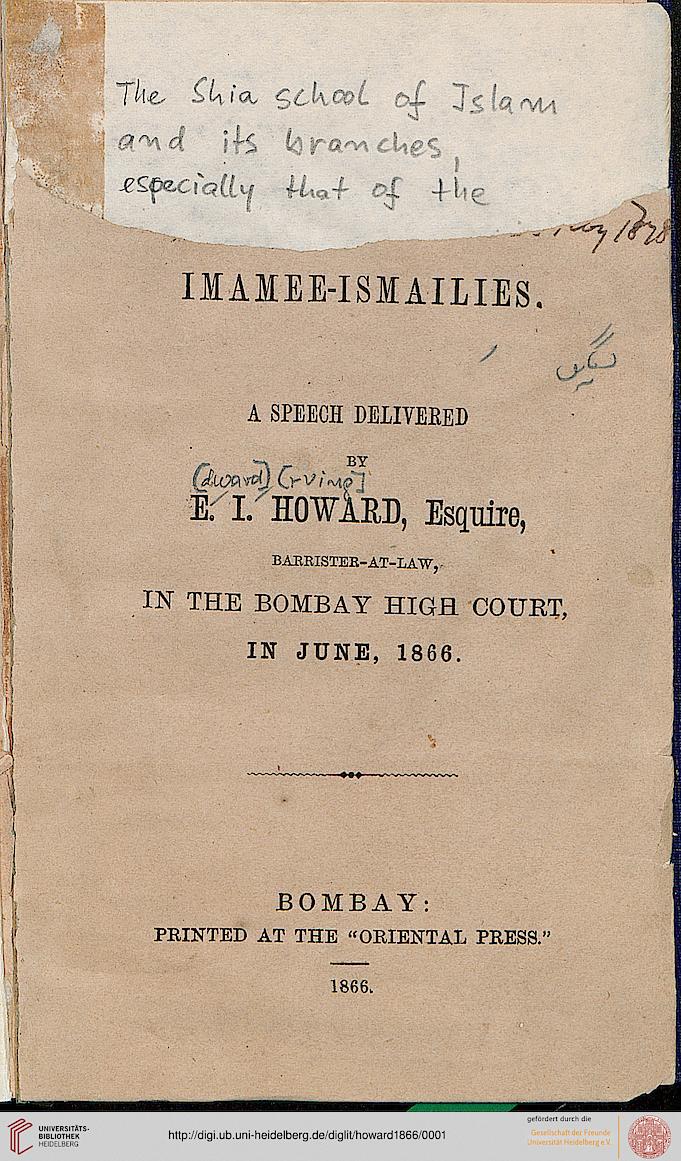 The Shia school of Islam
and its branches,
especially that of the
1878
IMAMEE-ISMAILIES.
A SPEECH DELIVERED
BY
[dward] [rving]
E. I. HOWARD, Esquire,
BARRISTER-AT-LAW,
IN THE BOMBAY HIGH COURT,
IN JUNE, 1866.
BOMBAY:
PRINTED AT THE "ORIENTAL PRESS."
1866.
UNIVERSITÄTS-
BIBLIOTHEK
HEIDELBERG
http://digi.ub.uni-heidelberg.de/diglit/howard1866/0001
gefördert durch die
Gesellschaft der Freunde
Universität Heidelberg e.V.